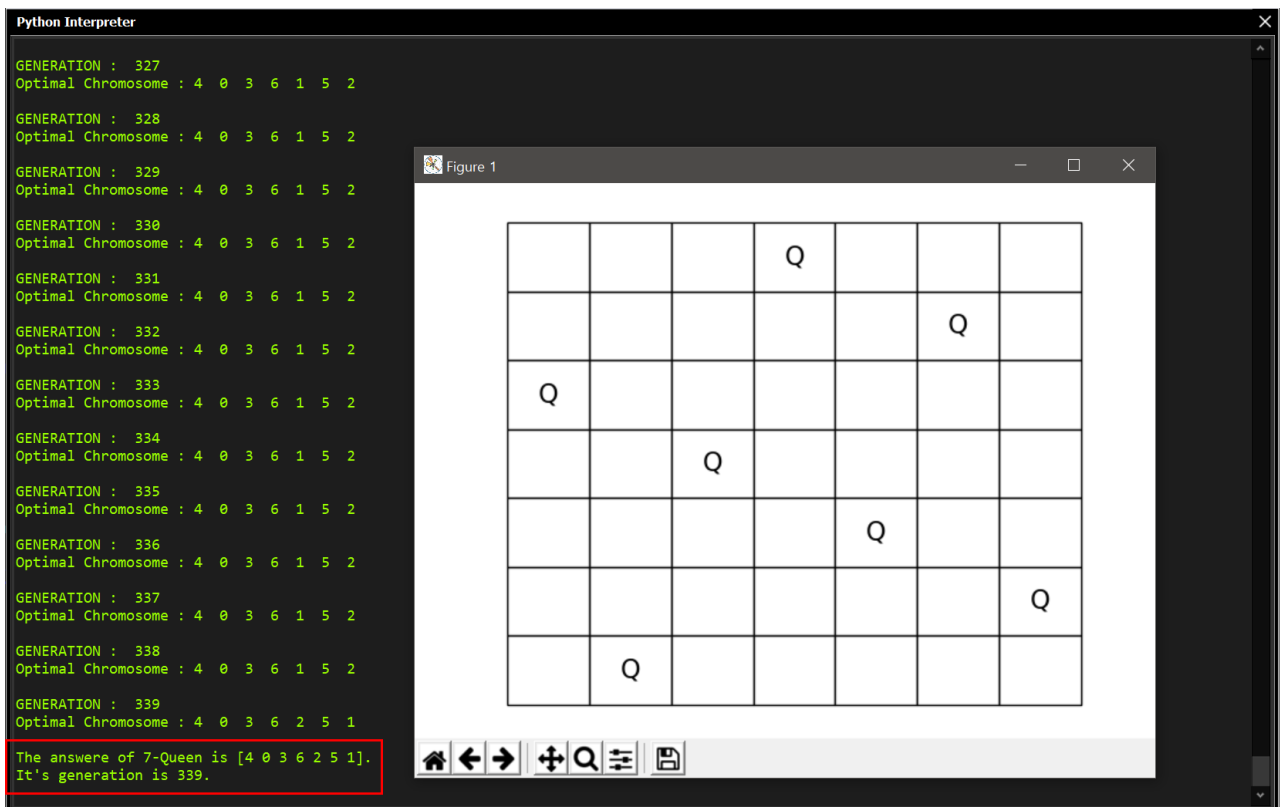 Python Interpreter
GENERATION :  327
Optimal Chromosome : 4  0  3  6  1  5  2
GENERATION :  328
Optimal Chromosome : 4  0  3  6  1  5  2
GENERATION :  329
Optimal Chromosome : 4  0  3  6  1  5  2
GENERATION :  330
Optimal Chromosome : 4  0  3  6  1  5  2
GENERATION :  331
Optimal Chromosome : 4  0  3  6  1  5  2
GENERATION :  332
Optimal Chromosome : 4  0  3  6  1  5  2
GENERATION :  333
Optimal Chromosome : 4  0  3  6  1  5  2
GENERATION :  334
Optimal Chromosome : 4  0  3  6  1  5  2
GENERATION :  335
Optimal Chromosome : 4  0  3  6  1  5  2
GENERATION :  336
Optimal Chromosome : 4  0  3  6  1  5  2
GENERATION :  337
Optimal Chromosome : 4  0  3  6  1  5  2
GENERATION :  338
Optimal Chromosome : 4  0  3  6  1  5  2
GENERATION :  339
Optimal Chromosome : 4  0  3  6  2  5  1
The answere of 7-Queen is [4 0 3 6 2 5 1].
It's generation is 339.
Figure 1
Q
Q
Q
Q
Q
Q
Q